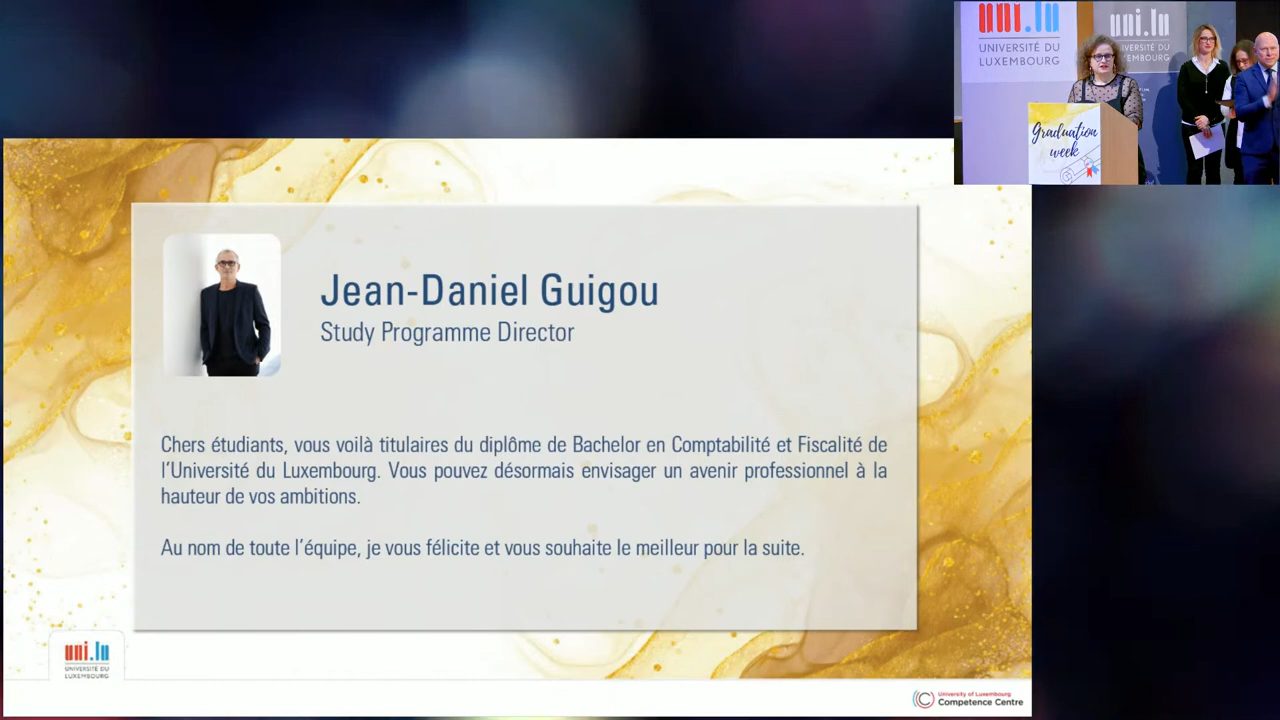 uni.lu
UNIVERSITÉ DU
LUXEMBOURG
uni.lu
UNIVERSITÉ DU
Graduation
week
Jean-Daniel Guigou
Study Programme Director
Chers étudiants, vous voilà titulaires du diplôme de Bachelor en Comptabilité et Fiscalité de
l’Université du Luxembourg. Vous pouvez désormais envisager un avenir professionnel à la
hauteur de vos ambitions.
Au nom de toute l’équipe, je vous félicite et vous souhaite le meilleur pour la suite.
uni.lu
UNIVERSITÉ DU
LUXEMBOURG
University of Luxembourg
Competence Centre